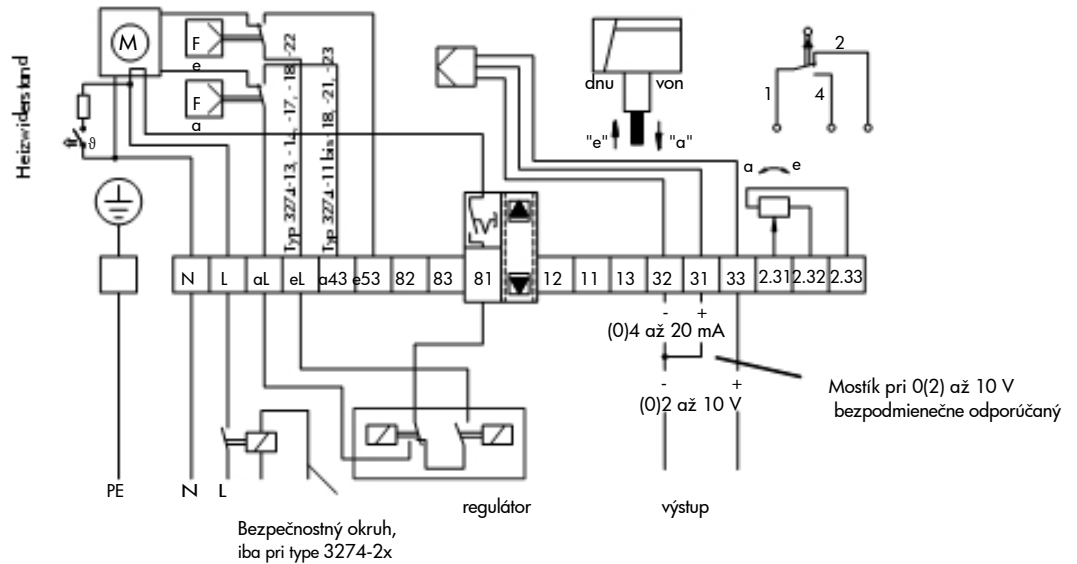 Heizwiderstand
M
F
e
F
a
ϑ
Typ 3274-13, -14, -17, -18, -22
Typ 3274-11 bis -18, -21, -23
dnu
von
"e"
"a"
2
1
4
a
e
N
L
aL
eL
a43
e53
82
83
81
12
11
13
32
31
33
2.31
2.32
2.33
- +
(0)4 až 20 mA
- +
(0)2 až 10 V
Mostík pri 0(2) až 10 V
bezpodmienečne odporúčaný
PE
N
L
regulátor
výstup
Bezpečnostný okruh,
iba pri type 3274-2x